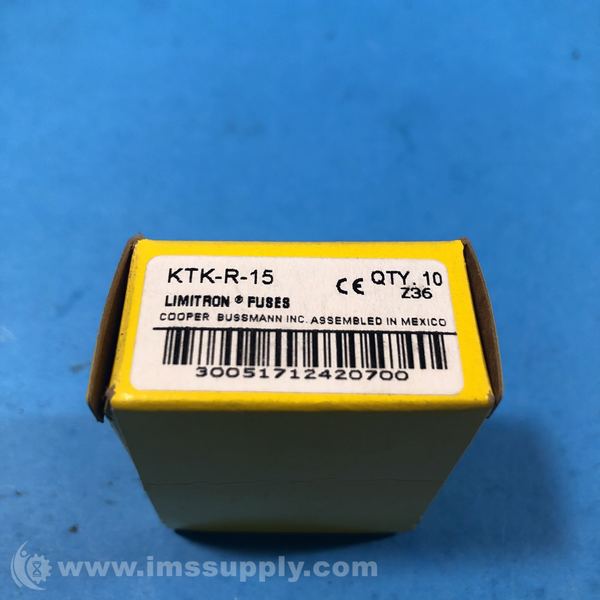 KTK-R-15
CE QTY. 10
LIMITRON® FUSES
Z36
COOPER BUSSMANN INC. ASSEMBLED IN MEXICO
30051712420700
www.imssupply.com/